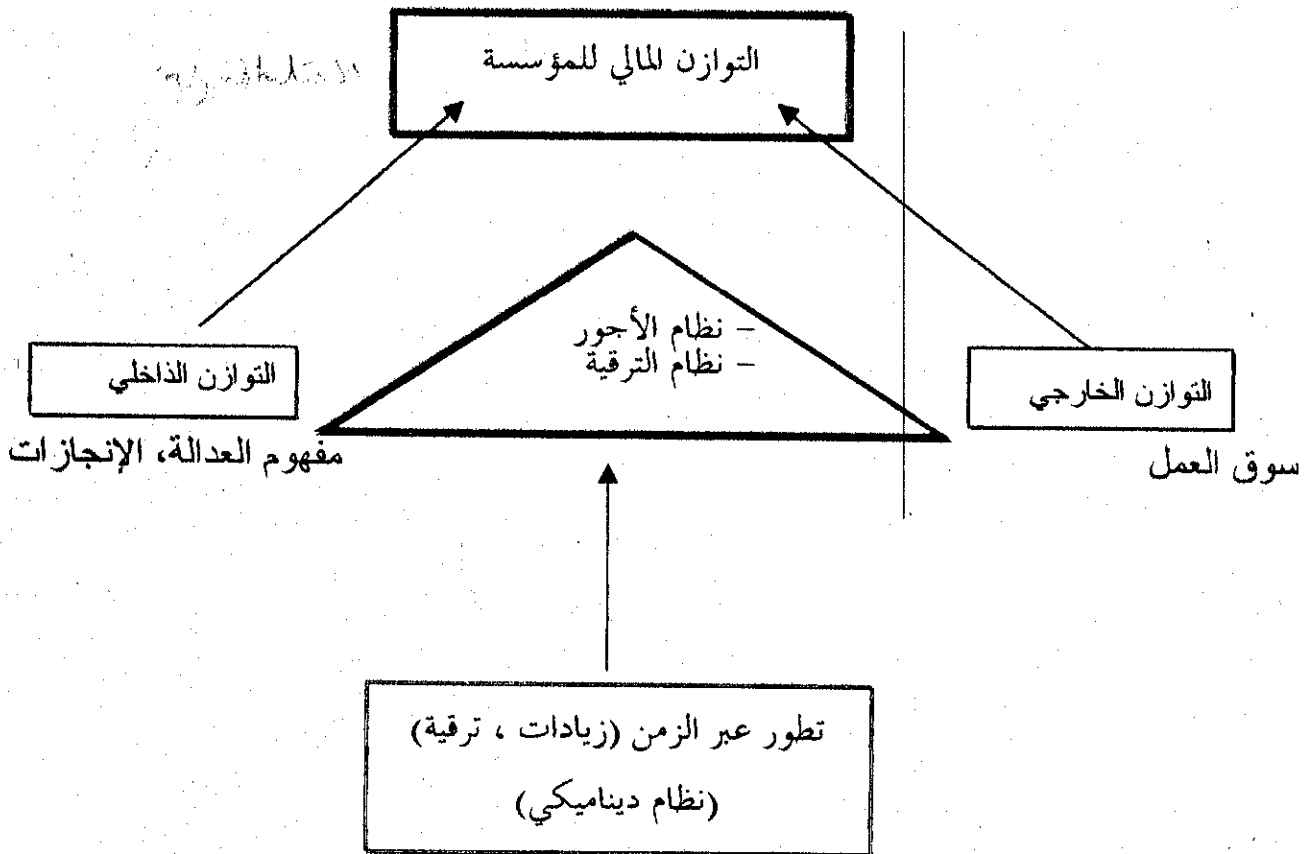 التوازن المالي للمؤسسة
– نظام الأجور
– نظام الترقية
التوازن الخارجي
التوازن الداخلي
سوق العمل
مفهوم العدالة، الإنجازات
تطور عبر الزمن (زيادات ، ترقية)
(نظام ديناميكي)